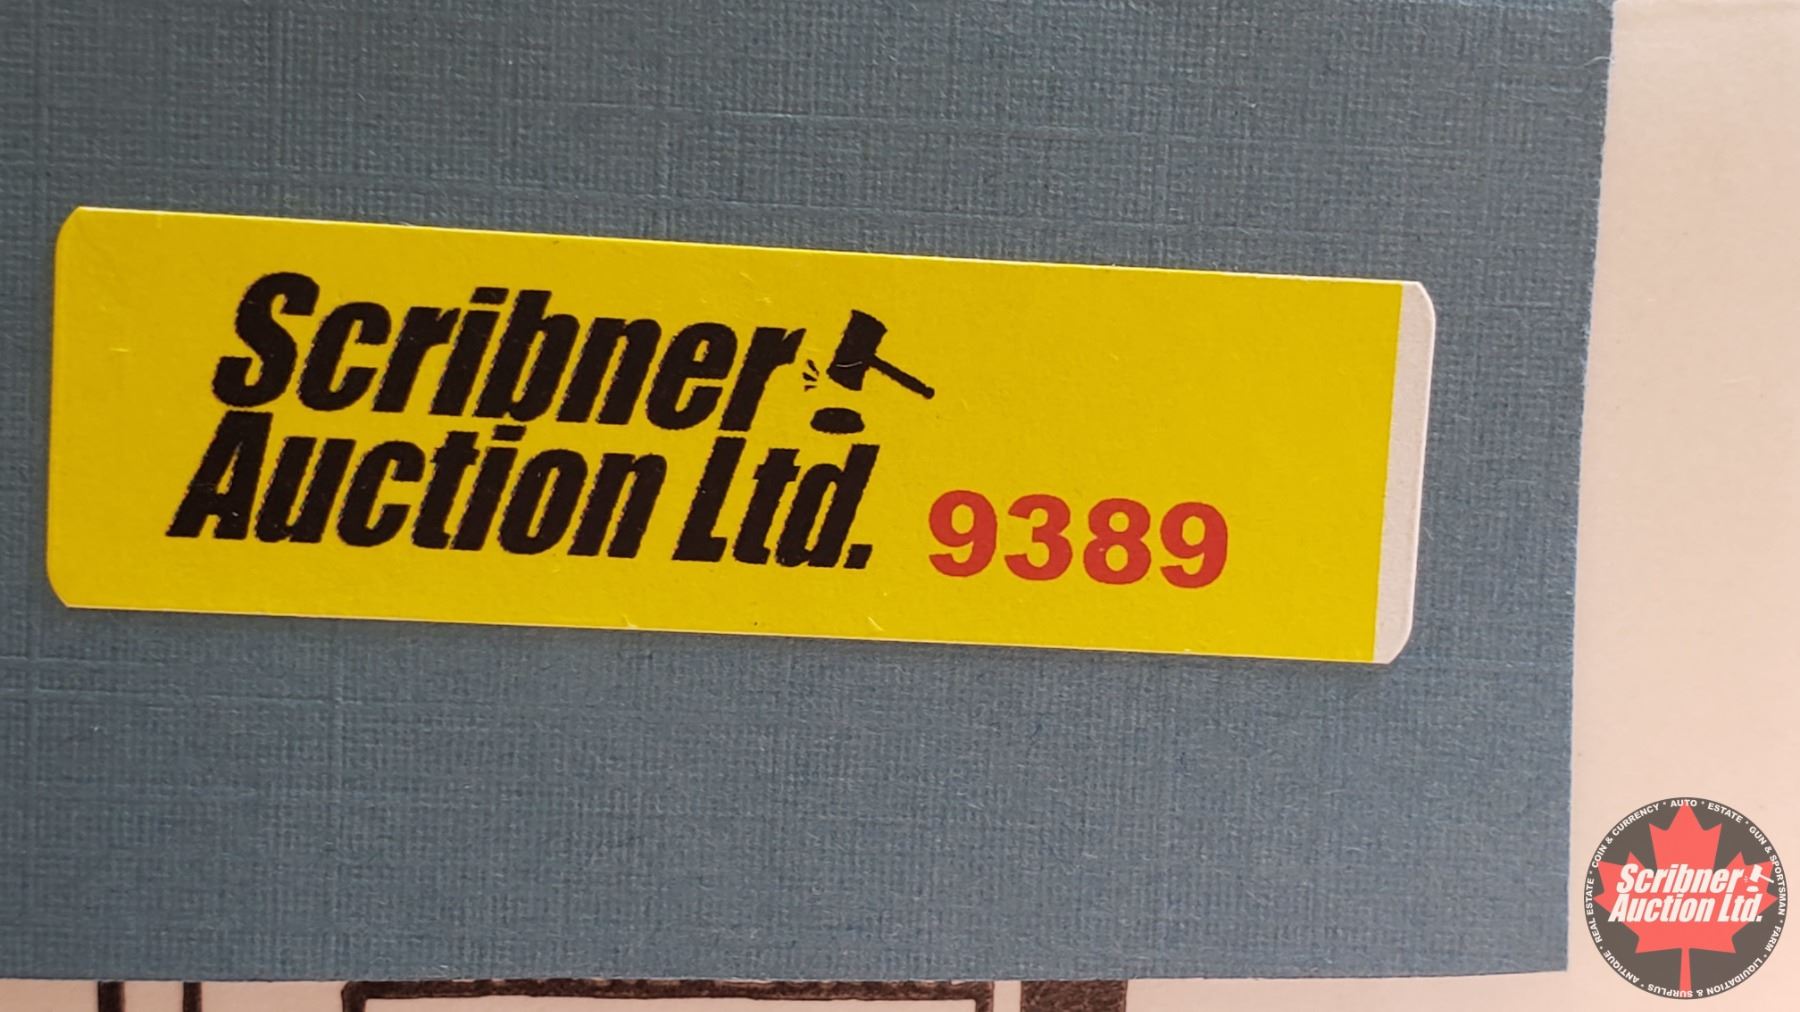 Scribner
Auction Ltd. 9389
COIN & CURRENCY * AUTO * ESTATE * GUN & SPORTSMAN * FARM * LIQUIDATION & SURPLUS * ANTIQUE * REAL ESTATE *
Scribner
Auction Ltd.